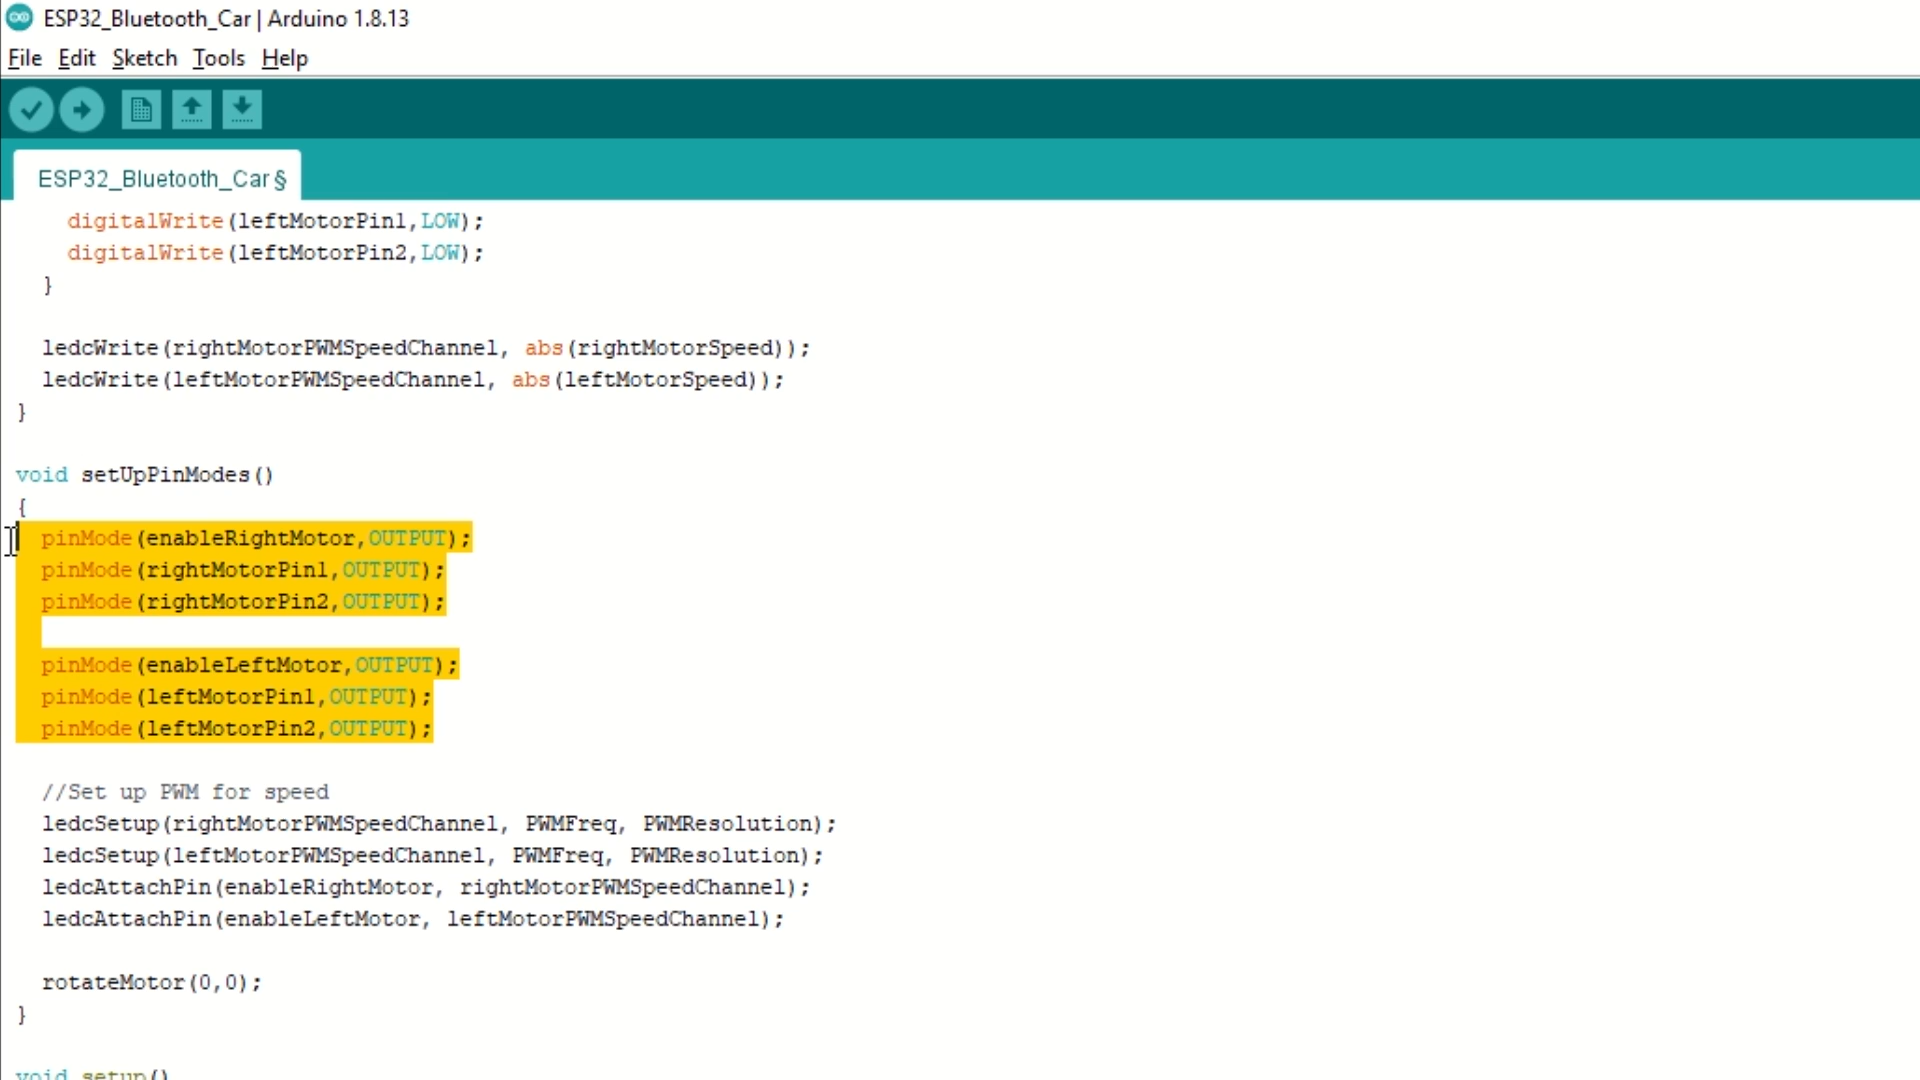 ESP32_Bluetooth_Car | Arduino 1.8.13
File Edit Sketch Tools Help
ESP32_Bluetooth_Car §
digitalWrite(leftMotorPin1,LOW);
digitalWrite(leftMotorPin2,LOW);
}
ledcWrite(rightMotorPWMSpeedChannel, abs(rightMotorSpeed));
ledcWrite(leftMotorPWMSpeedChannel, abs(leftMotorSpeed));
}
void setUpPinModes()
{
pinMode(enableRightMotor,OUTPUT);
pinMode(rightMotorPin1,OUTPUT);
pinMode(rightMotorPin2,OUTPUT);
pinMode(enableLeftMotor,OUTPUT);
pinMode(leftMotorPin1,OUTPUT);
pinMode(leftMotorPin2,OUTPUT);
//Set up PWM for speed
ledcSetup(rightMotorPWMSpeedChannel, PWMFreq, PWMResolution);
ledcSetup(leftMotorPWMSpeedChannel, PWMFreq, PWMResolution);
ledcAttachPin(enableRightMotor, rightMotorPWMSpeedChannel);
ledcAttachPin(enableLeftMotor, leftMotorPWMSpeedChannel);
rotateMotor(0,0);
}
void setup()